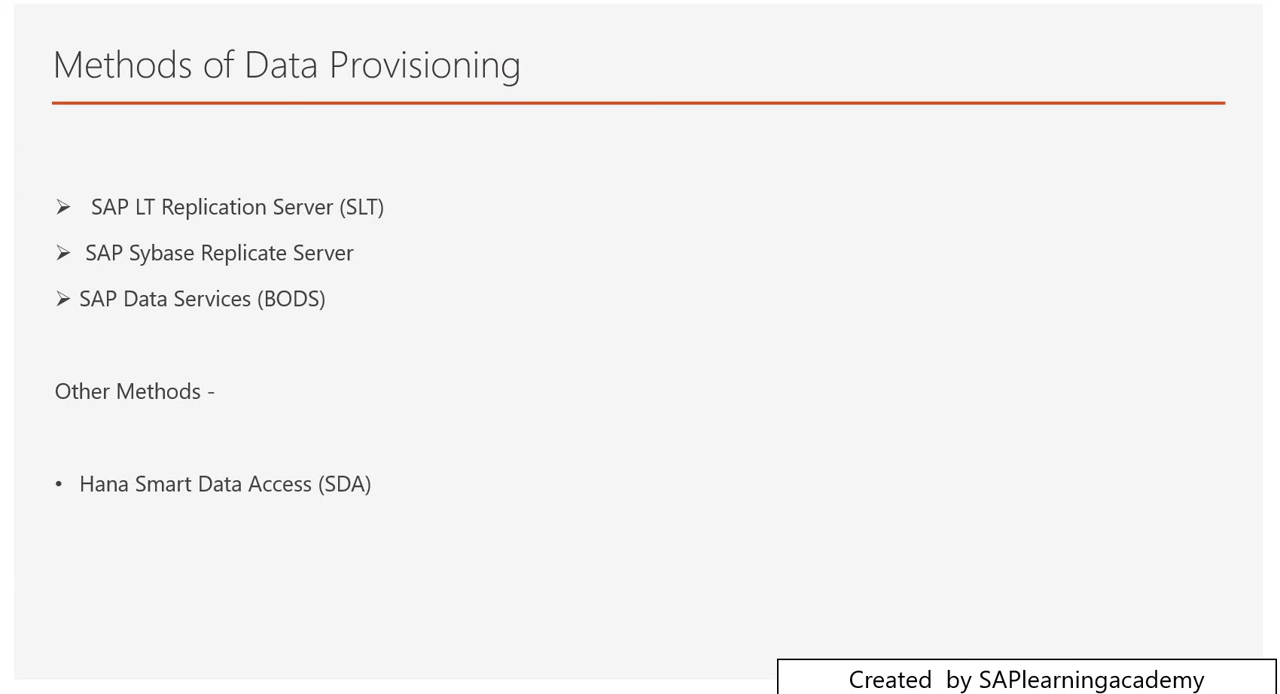 Methods of Data Provisioning
➢ SAP LT Replication Server (SLT)
➢ SAP Sybase Replicate Server
➢ SAP Data Services (BODS)
Other Methods -
• Hana Smart Data Access (SDA)
Created  by SAPlearningacademy